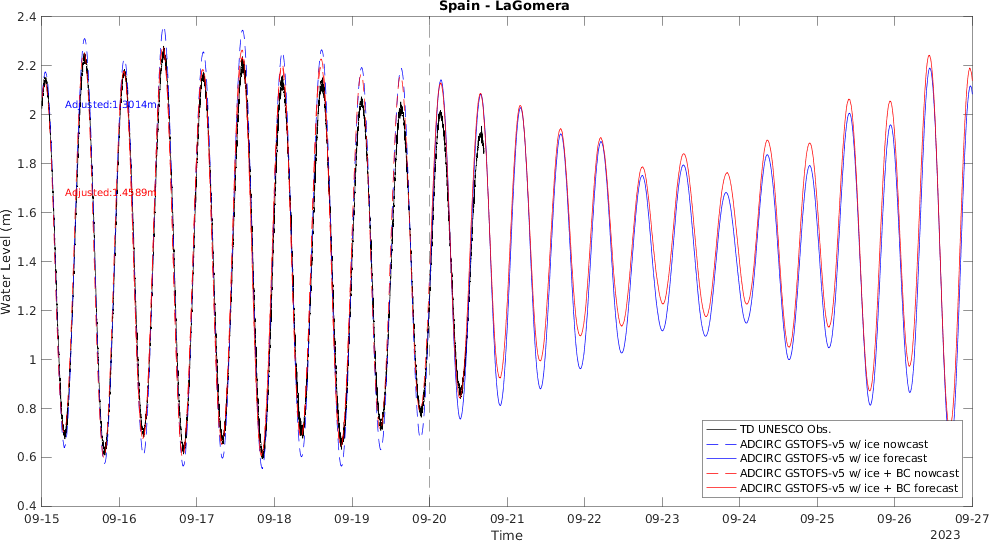 Spain - LaGomera
2.4
2.2
2
1.8
1.6
1.4
1.2
1
0.8
0.6
0.4
Water Level (m)
Adjusted:1.3014m
Adjusted:1.4589m
TD UNESCO Obs.
ADCIRC GSTOFS-v5 w/ ice nowcast
ADCIRC GSTOFS-v5 w/ ice forecast
ADCIRC GSTOFS-v5 w/ ice + BC nowcast
ADCIRC GSTOFS-v5 w/ ice + BC forecast
09-15 09-16 09-17 09-18 09-19 09-20 09-21 09-22 09-23 09-24 09-25 09-26 09-27
Time
2023